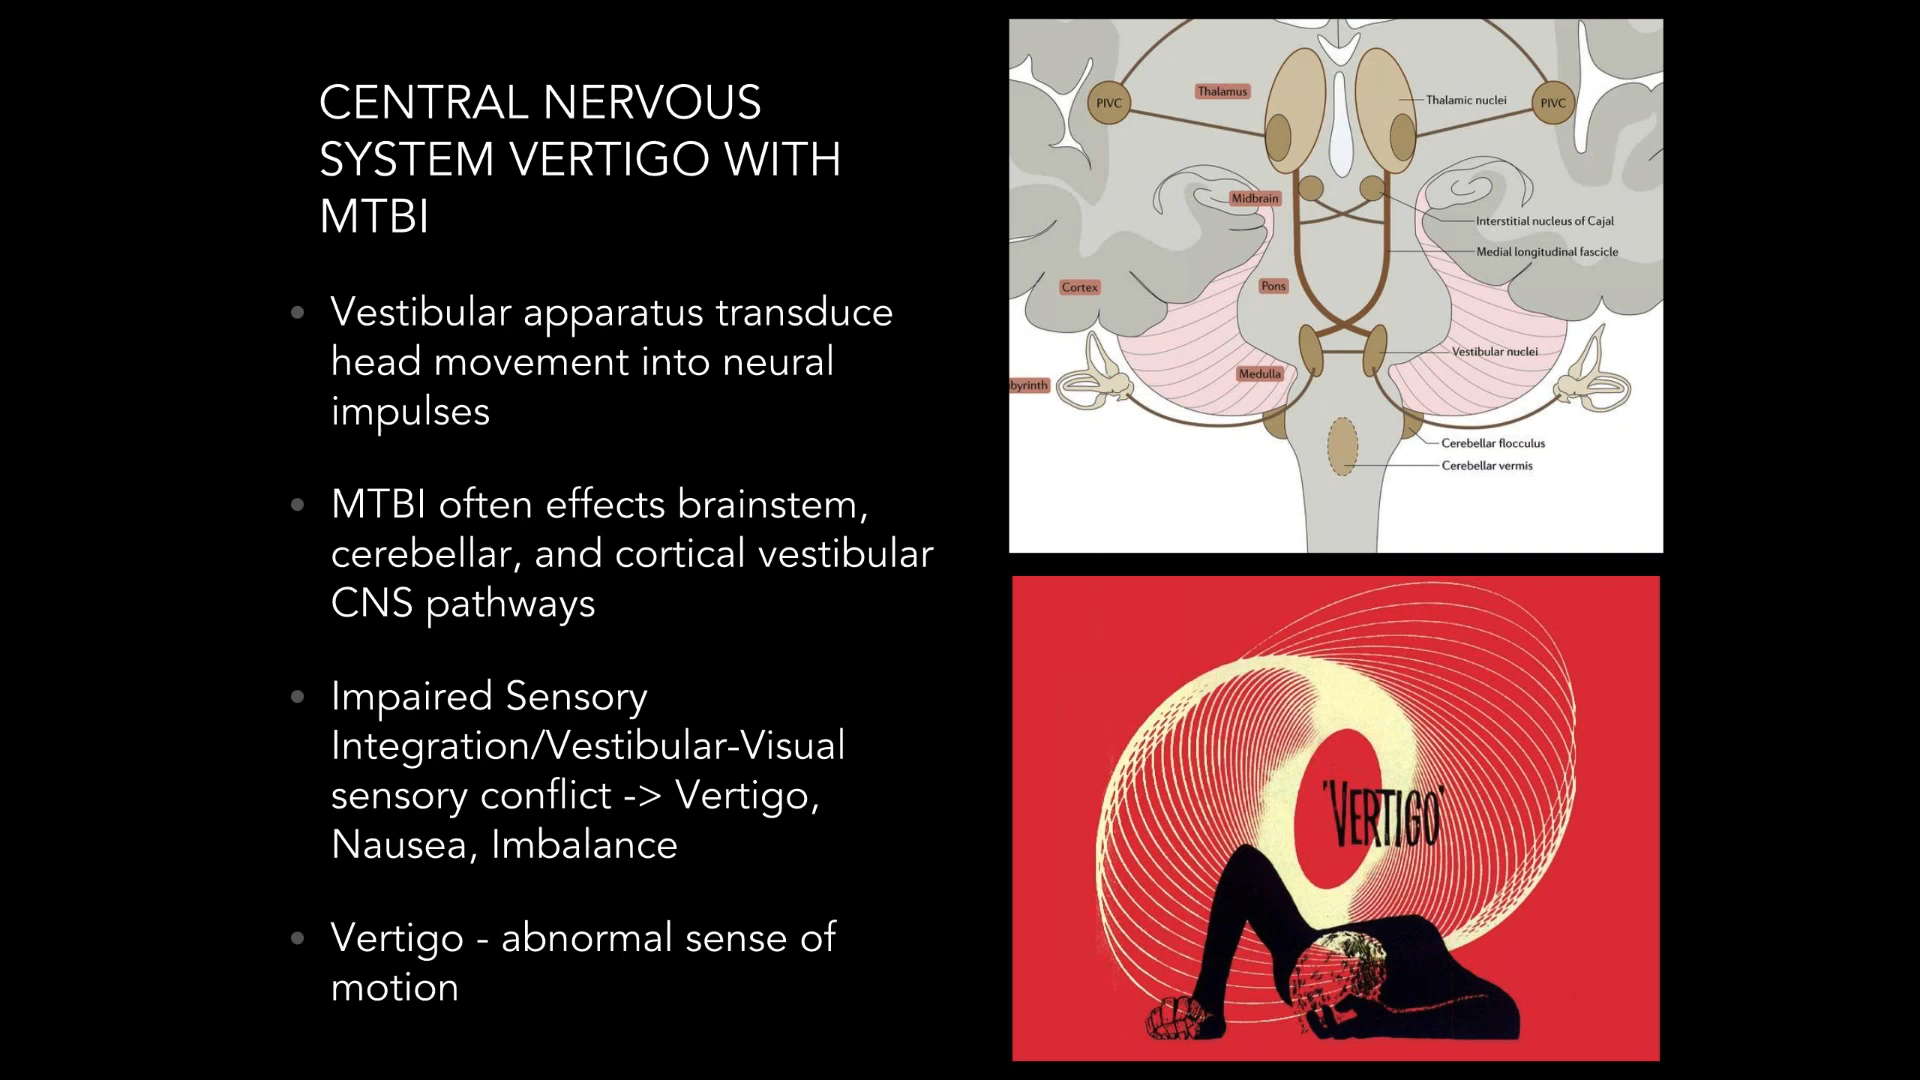 CENTRAL NERVOUS
SYSTEM VERTIGO WITH
MTBI
Vestibular apparatus transduce
head movement into neural
impulses
MTBI often effects brainstem,
cerebellar, and cortical vestibular
CNS pathways
Impaired Sensory
Integration/Vestibular-Visual
sensory conflict -> Vertigo,
Nausea, Imbalance
Vertigo - abnormal sense of
motion
PIVC
Thalamus
Thalamic nuclei
PIVC
Midbrain
Interstitial nucleus of Cajal
Medial longitudinal fascicle
Cortex
Pons
Vestibular nuclei
Medulla
byrinth
Cerebellar flocculus
Cerebellar vermis
'VERTIGO'